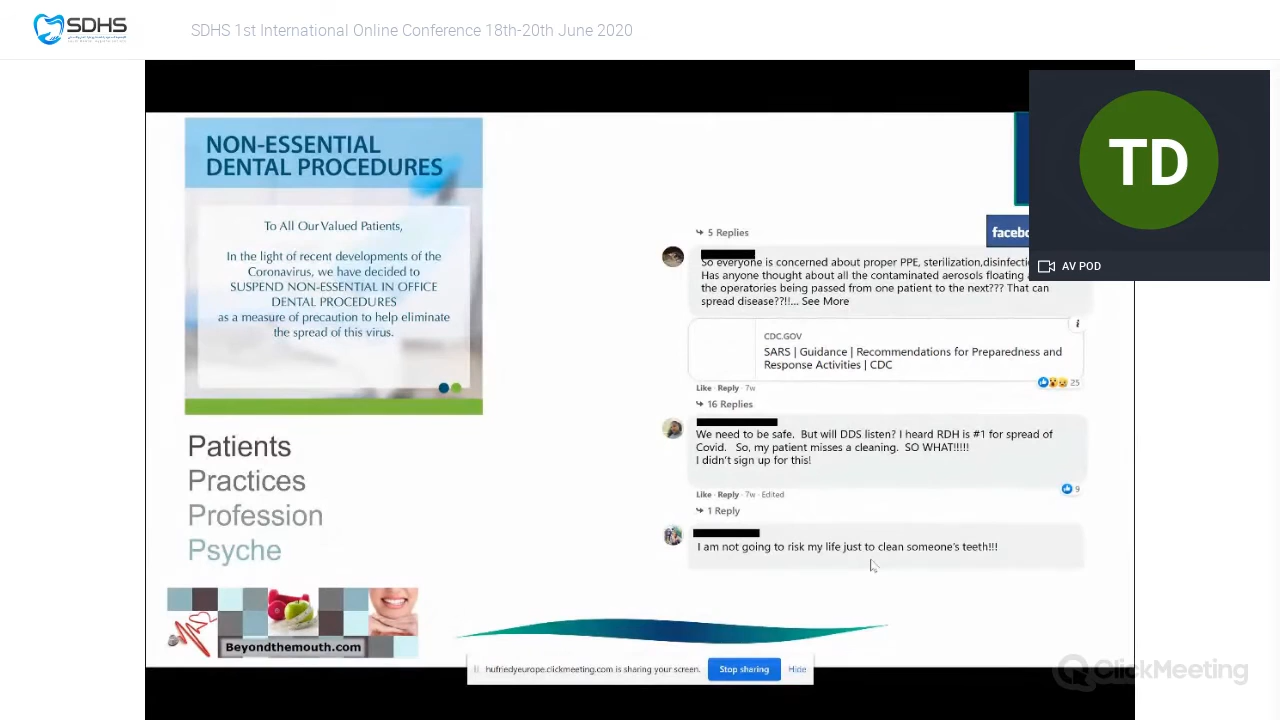 SDHS
SDHS 1st International Online Conference 18th-20th June 2020
NON-ESSENTIAL
DENTAL PROCEDURES
To All Our Valued Patients,
In the light of recent developments of the
Coronavirus, we have decided to
SUSPEND NON-ESSENTIAL IN OFFICE
DENTAL PROCEDURES
as a measure of precaution to help eliminate
the spread of this virus.
Patients
Practices
Profession
Psyche
Beyondthemouth.com
TD
AV POD
5 Replies
So everyone is concerned about proper PPE, sterilization,disinfectio
Has anyone thought about all the contaminated aerosols floating
the operatories being passed from one patient to the next??? That can
spread disease??!!... See More
CDC.GOV
SARS | Guidance | Recommendations for Preparedness and
Response Activities | CDC
25
Like · Reply · 7w
16 Replies
We need to be safe. But will DDS listen? I heard RDH is #1 for spread of
Covid. So, my patient misses a cleaning. SO WHAT!!!!!
I didn't sign up for this!
9
Like · Reply · 7w · Edited
1 Reply
I am not going to risk my life just to clean someone's teeth!!!
hufriedyeurope.clickmeeting.com is sharing your screen. Stop sharing Hide
ClickMeeting